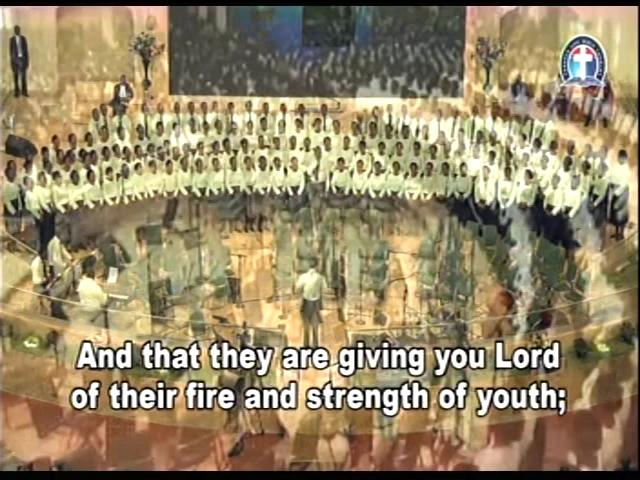 And that they are giving you Lord
of their fire and strength of youth;